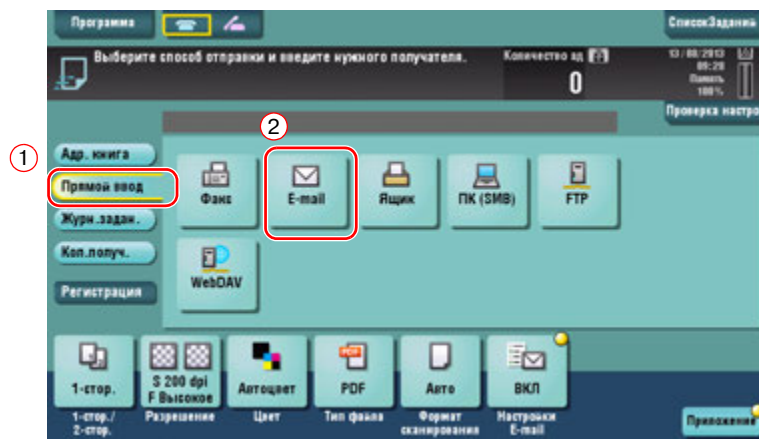 Программа
СписокЗадания
Выберите способ отправки и введите нужного получателя.
Количество ад
0
13/08/2013
09:28
Память
100%
Проверка настро
2
1
Адр. книга
Прямой ввод
Журн.задан.
Коп.получ.
Регистрация
Факс
E-mail
Ящик
ПК (SMB)
FTP
WebDAV
1-стор.
S 200 dpi
F Высокое
Автоцвет
PDF
Авто
ВКЛ
1-стор./
2-стор.
Разрешение
Цвет
Тип файла
Формат
сканирования
Настройки
E-mail
Приложение